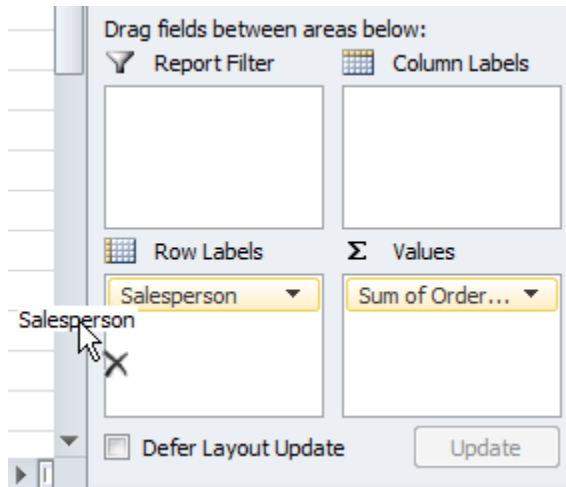 Drag fields between areas below:
Report Filter
Column Labels
Row Labels
Σ Values
Salesperson
Sum of Order...
Salesperson
Defer Layout Update
Update